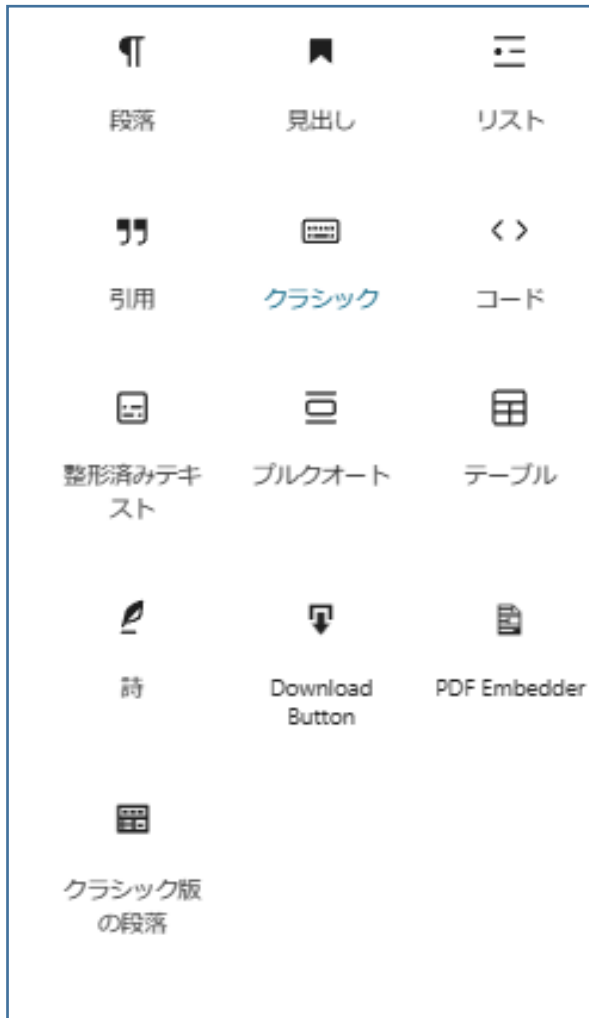 段落
見出し
リスト
引用
クラシック
コード
整形済みテキ
スト
プルクオート
テーブル
詩
Download
Button
PDF Embedder
クラシック版
の段落